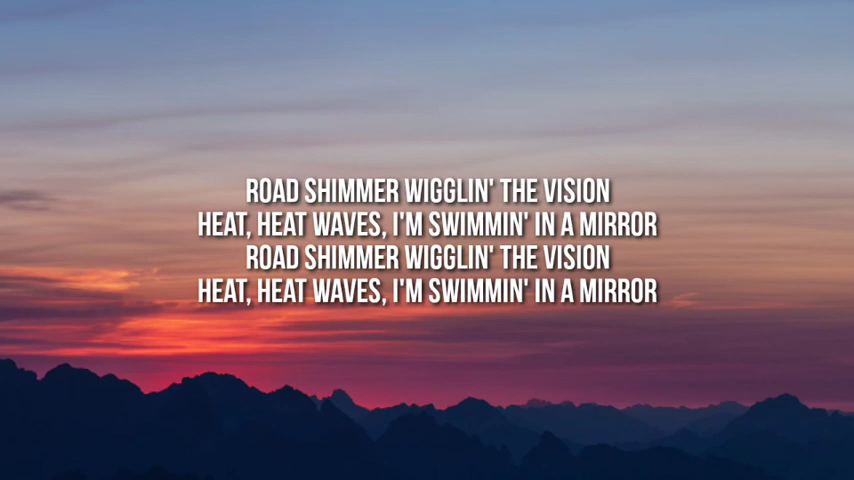 ROAD SHIMMER WIGGLIN' THE VISION
HEAT, HEAT WAVES, I'M SWIMMIN' IN A MIRROR
ROAD SHIMMER WIGGLIN' THE VISION
HEAT, HEAT WAVES, I'M SWIMMIN' IN A MIRROR